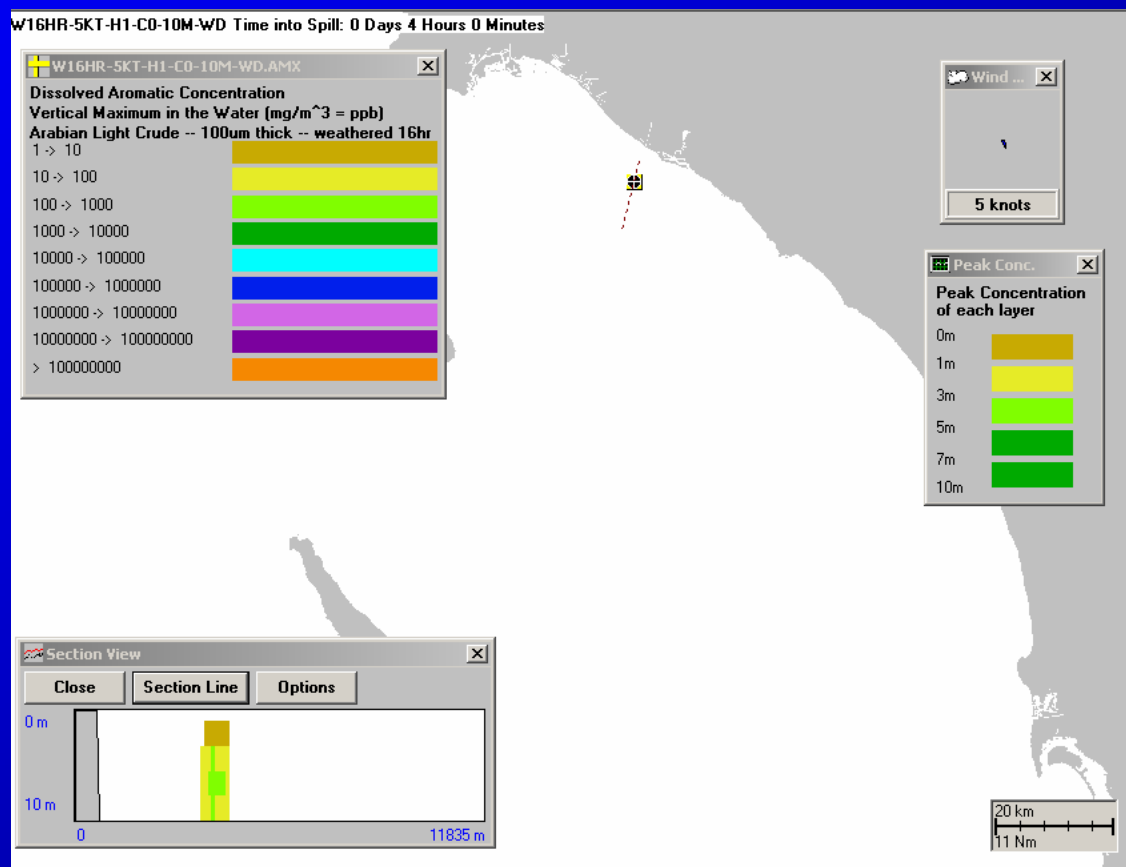 W16HR-5KT-H1-C0-10M-WD Time into Spill: 0 Days 4 Hours 0 Minutes
W16HR-5KT-H1-C0-10M-WD.AMX
Dissolved Aromatic Concentration
Vertical Maximum in the Water (mg/m^3 = ppb)
Arabian Light Crude -- 100um thick -- weathered 16hr
1 -> 10
10 -> 100
100 -> 1000
1000 -> 10000
10000 -> 100000
100000 -> 1000000
1000000 -> 10000000
10000000 -> 100000000
> 100000000
Wind ...
5 knots
Peak Conc.
Peak Concentration
of each layer
0m
1m
3m
5m
7m
10m
Section View
Close Section Line Options
0 m
10 m
0 11835 m
20 km
11 Nm